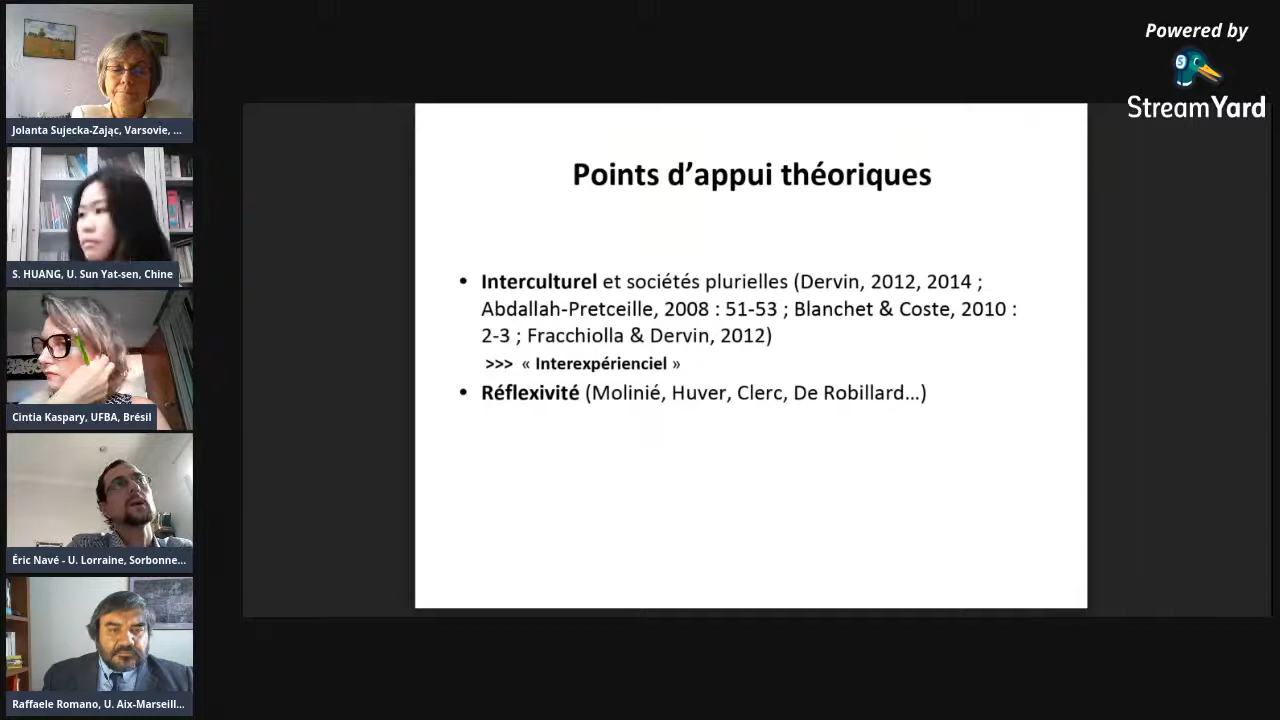 Jolanta Sujecka-Zając, Varsovie, ...
S. HUANG, U. Sun Yat-sen, Chine
Cintia Kaspary, UFBA, Brésil
Éric Navé - U. Lorraine, Sorbonne...
Raffaele Romano, U. Aix-Marseill...
Points d’appui théoriques
• Interculturel et sociétés plurielles (Dervin, 2012, 2014 ;
Abdallah-Pretceille, 2008 : 51-53 ; Blanchet & Coste, 2010 :
2-3 ; Fracchiolla & Dervin, 2012)
>>> « Interexpérienciel »
• Réflexivité (Molinié, Huver, Clerc, De Robillard…)
Powered by
S
StreamYard